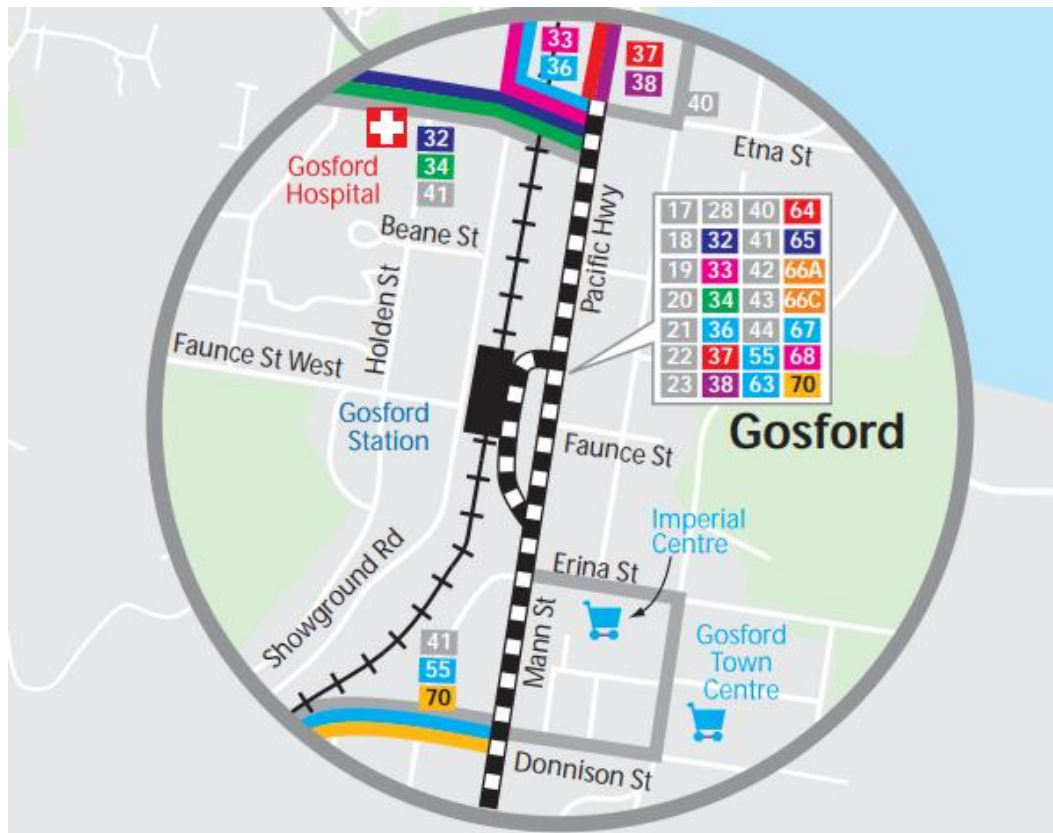 33
36
37
38
40
Etna St
32
34
41
Gosford
Hospital
Beane St
Pacific Hwy
Holden St
17 28 40 64
18 32 41 65
19 33 42 66A
20 34 43 66C
21 36 44 67
22 37 55 68
23 38 63 70
Faunce St West
Gosford
Station
Gosford
Faunce St
Imperial
Centre
Erina St
Showground Rd
Mann St
Gosford
Town
Centre
41
55
70
Donnison St